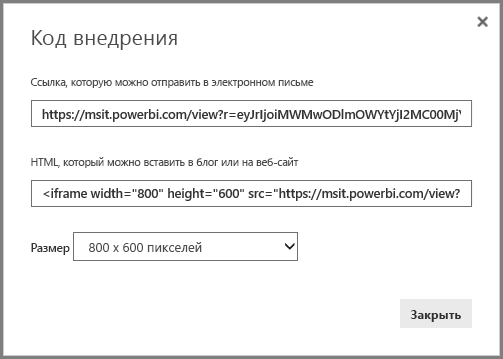 Код внедрения
Ссылка, которую можно отправить в электронном письме
https://msit.powerbi.com/view?r=eyJrIjoiMWMwODlmOWYtYjI2MC00MjY
HTML, который можно вставить в блог или на веб-сайт
<iframe width="800" height="600" src="https://msit.powerbi.com/view?
Размер
800 x 600 пикселей
Закрыть